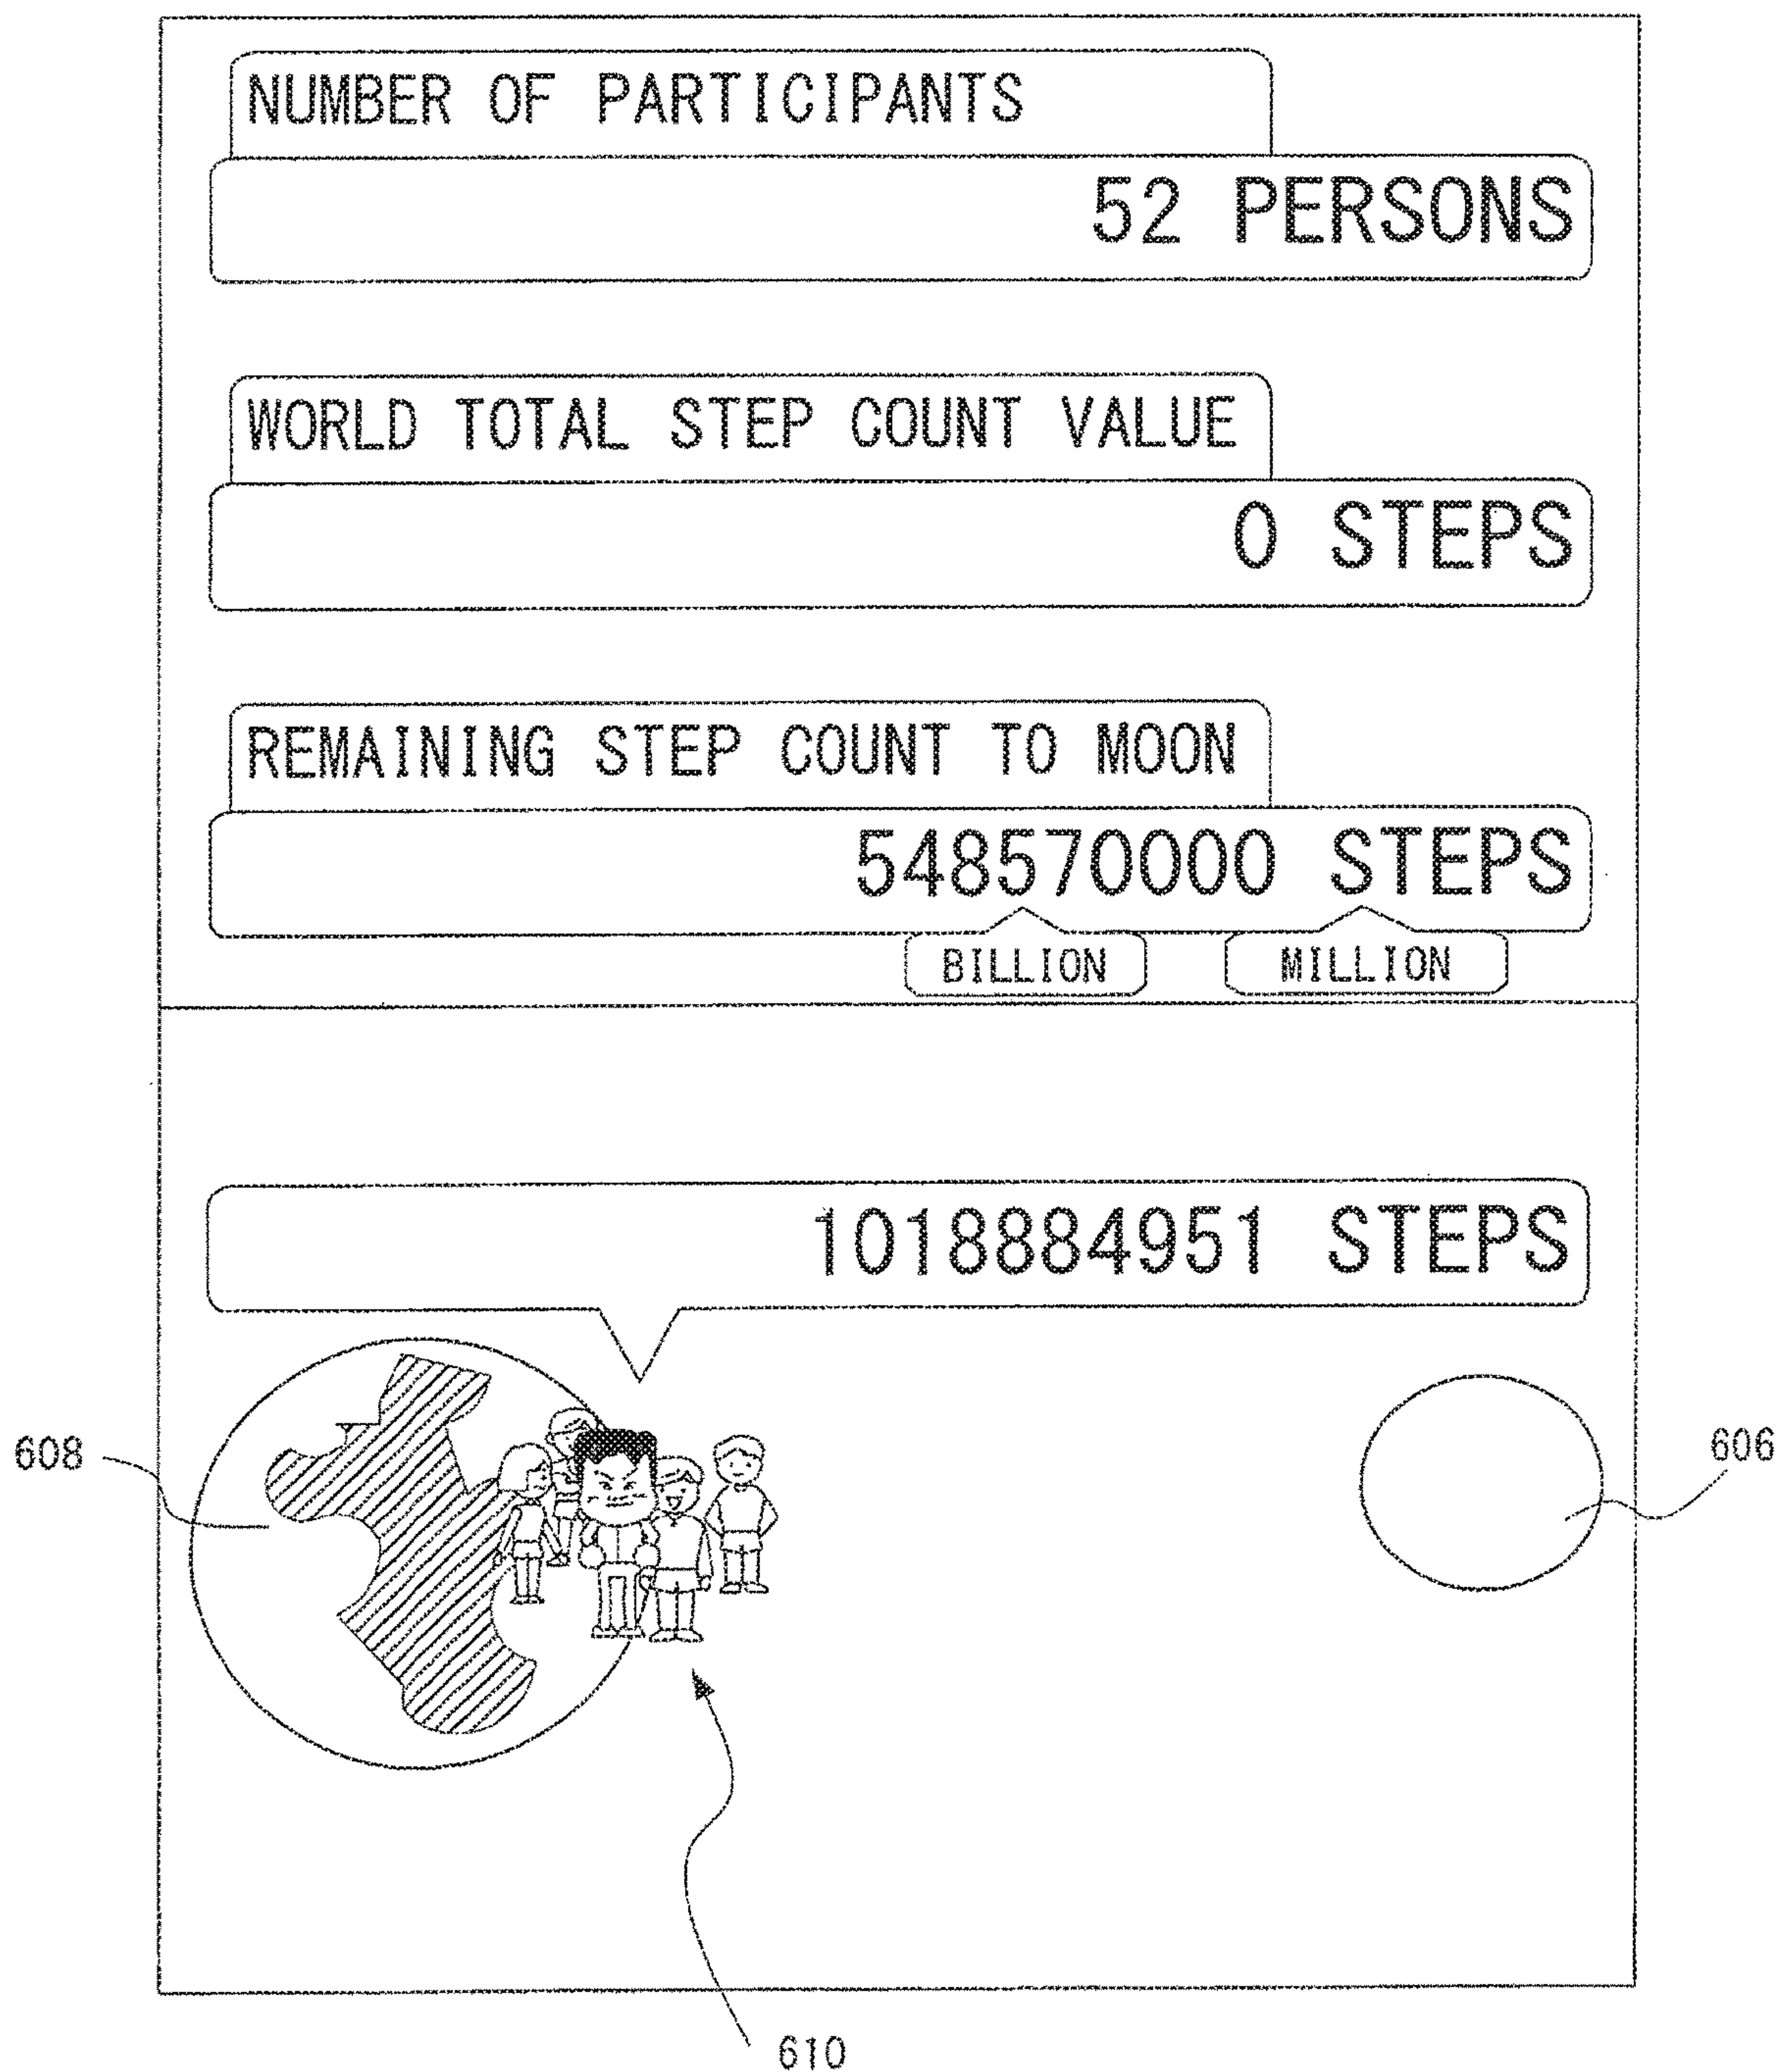 NUMBER OF PARTICIPANTS
52 PERSONS
WORLD TOTAL STEP COUNT VALUE
0 STEPS
REMAINING STEP COUNT TO MOON
548570000 STEPS
BILLION MILLION
1018884951 STEPS
608
606
610